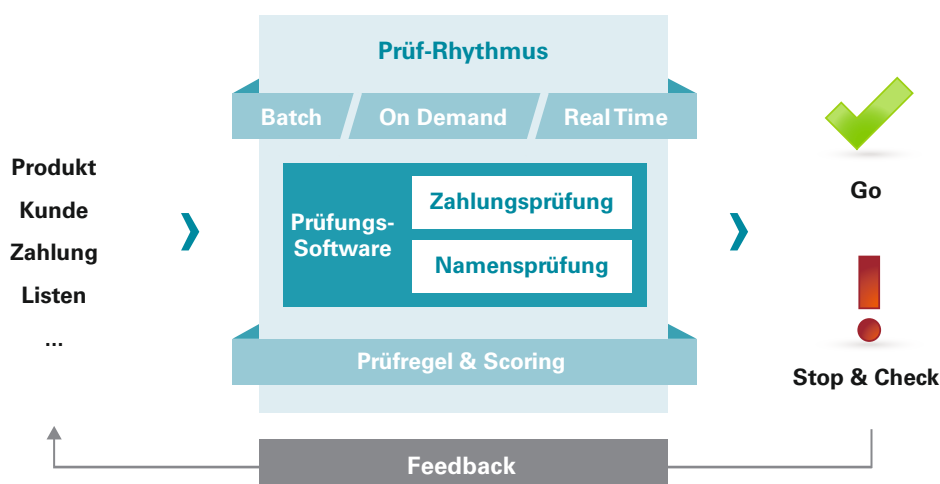 Prüf-Rhythmus
Batch
On Demand
Real Time
Produkt
Kunde
Zahlung
Listen
...
Prüfungs-
Software
Zahlungsprüfung
Namensprüfung
Prüfregel & Scoring
Go
Stop & Check
Feedback